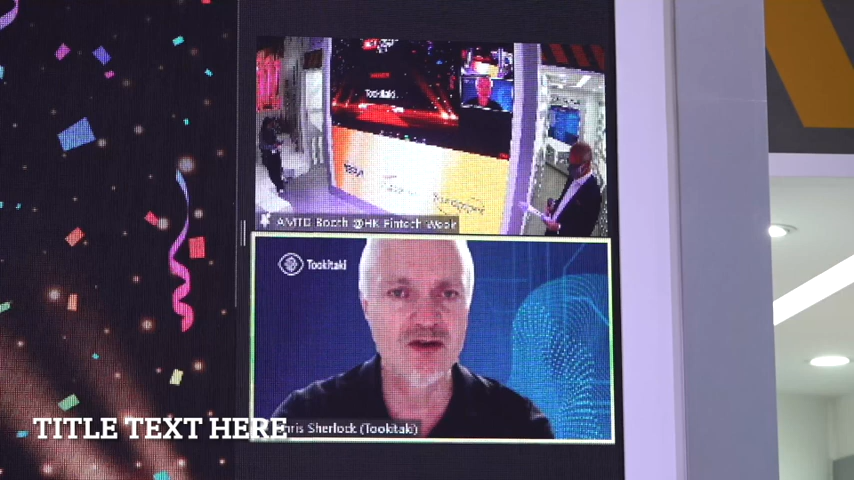 Tookitaki
AMTD Booth @HK Fintech Week
Tookitaki
TITLE TEXT HERE
Chris Sherlock (Tookitaki)